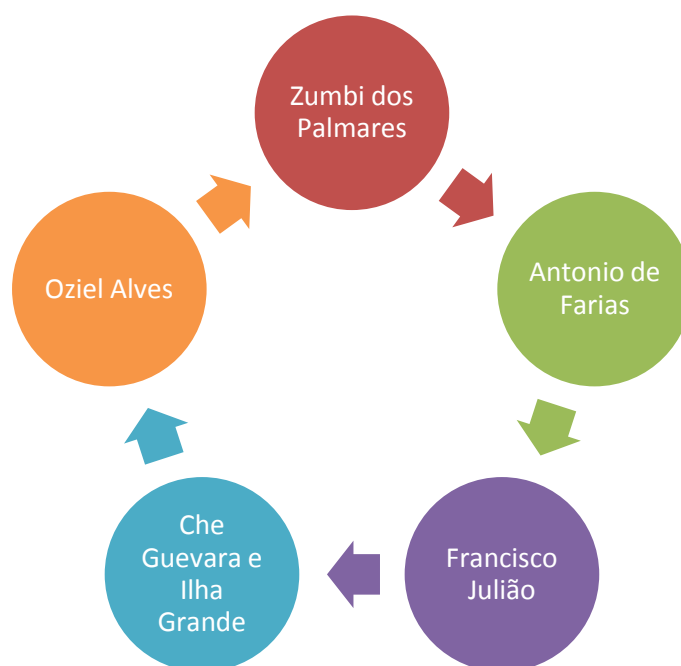 Zumbi dos
Palmares
Antonio de
Farias
Francisco
Julião
Che
Guevara e
Ilha
Grande
Oziel Alves